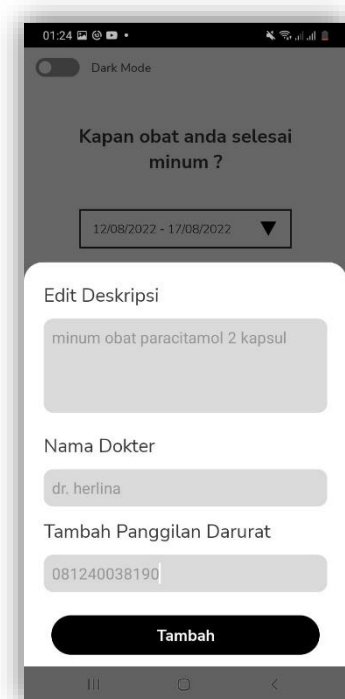 01:24
Dark Mode
Kapan obat anda selesai
minum ?
12/08/2022 - 17/08/2022
Edit Deskripsi
minum obat paracitamol 2 kapsul
Nama Dokter
dr. herlina
Tambah Panggilan Darurat
081240038190
Tambah